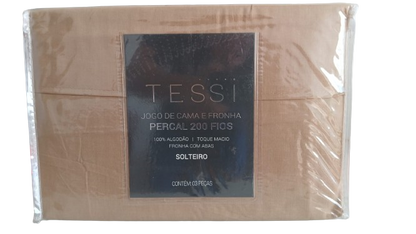 TESSI
JOGO DE CAMA E FRONHA
PERCAL 200 FIOS
100% ALGODÃO | TOQUE MACIO
FRONHA COM ABAS
SOLTEIRO
CONTÉM: 03 PEÇAS